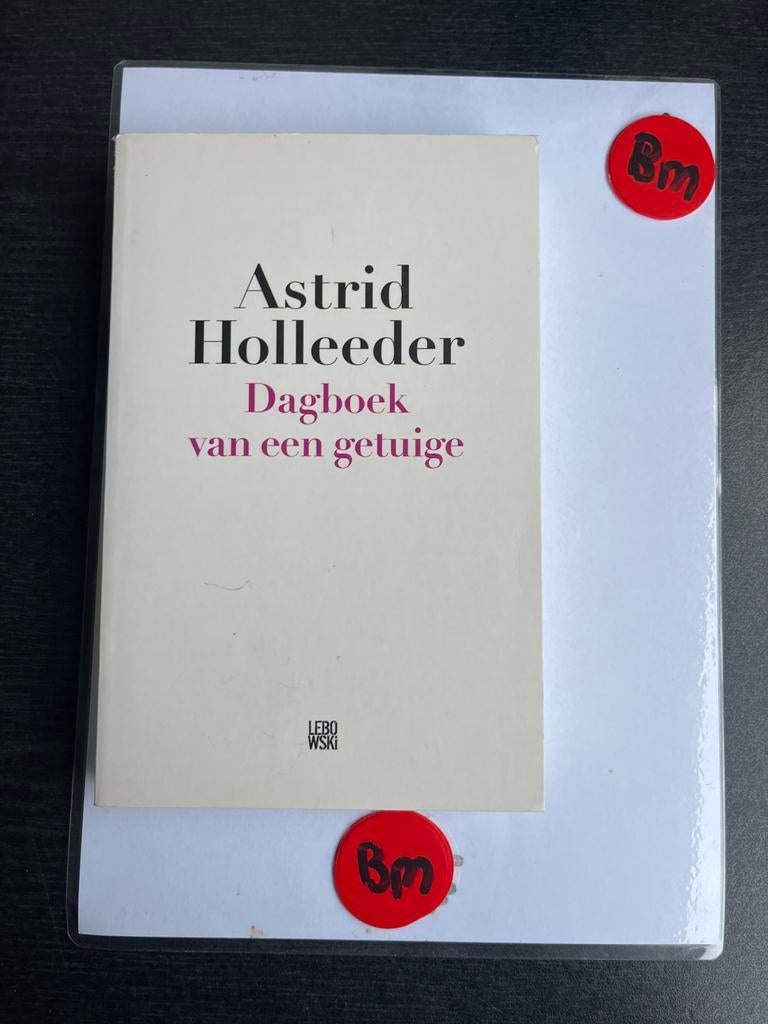 Bm
Astrid
Holleeder
Dagboek
van een getuige
LEBO
WSKi
Bm